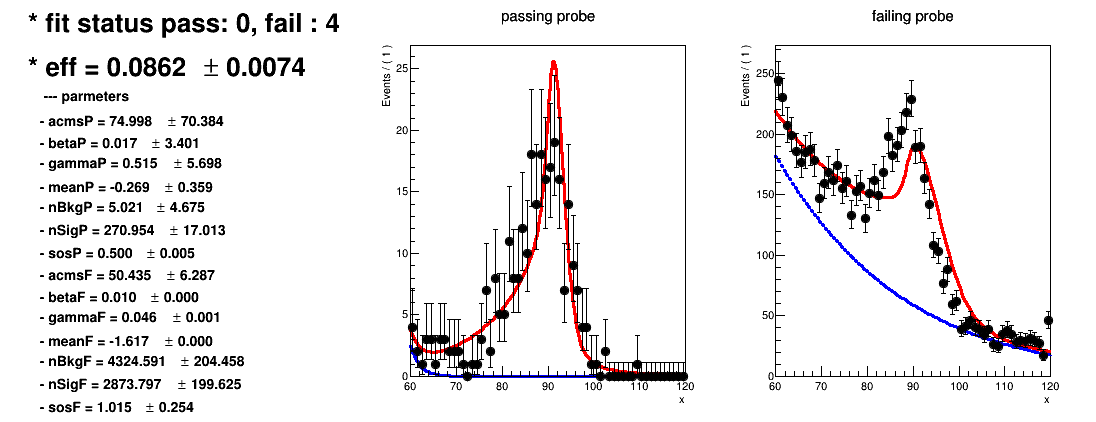 * fit status pass: 0, fail : 4
* eff = 0.0862 ± 0.0074
--- parmeters
- acmsP = 74.998 ± 70.384
- betaP = 0.017 ± 3.401
- gammaP = 0.515 ± 5.698
- meanP = -0.269 ± 0.359
- nBkgP = 5.021 ± 4.675
- nSigP = 270.954 ± 17.013
- sosP = 0.500 ± 0.005
- acmsF = 50.435 ± 6.287
- betaF = 0.010 ± 0.000
- gammaF = 0.046 ± 0.001
- meanF = -1.617 ± 0.000
- nBkgF = 4324.591 ± 204.458
- nSigF = 2873.797 ± 199.625
- sosF = 1.015 ± 0.254
passing probe
Events / ( 1 )
25
20
15
10
5
0
60 70 80 90 100 110 120
x
failing probe
Events / ( 1 )
250
200
150
100
50
0
60 70 80 90 100 110 120
x